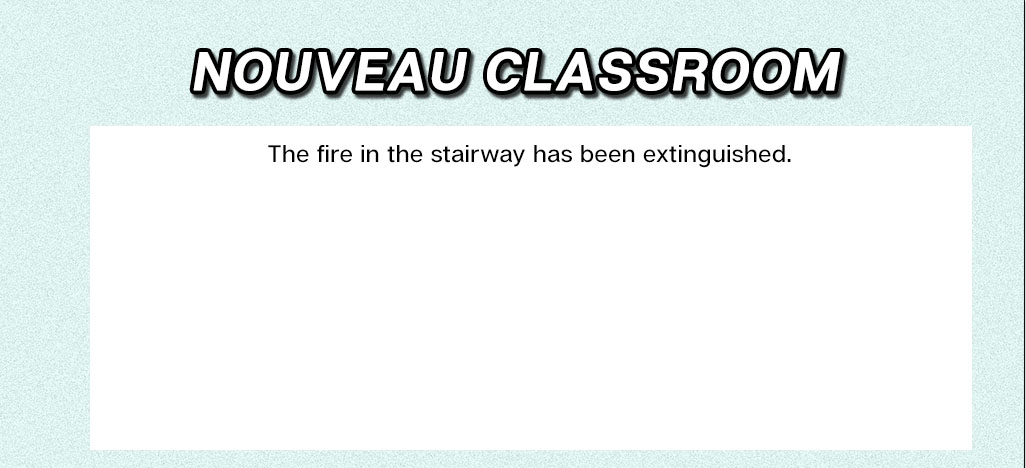 NOUVEAU CLASSROOM
The fire in the stairway has been extinguished.